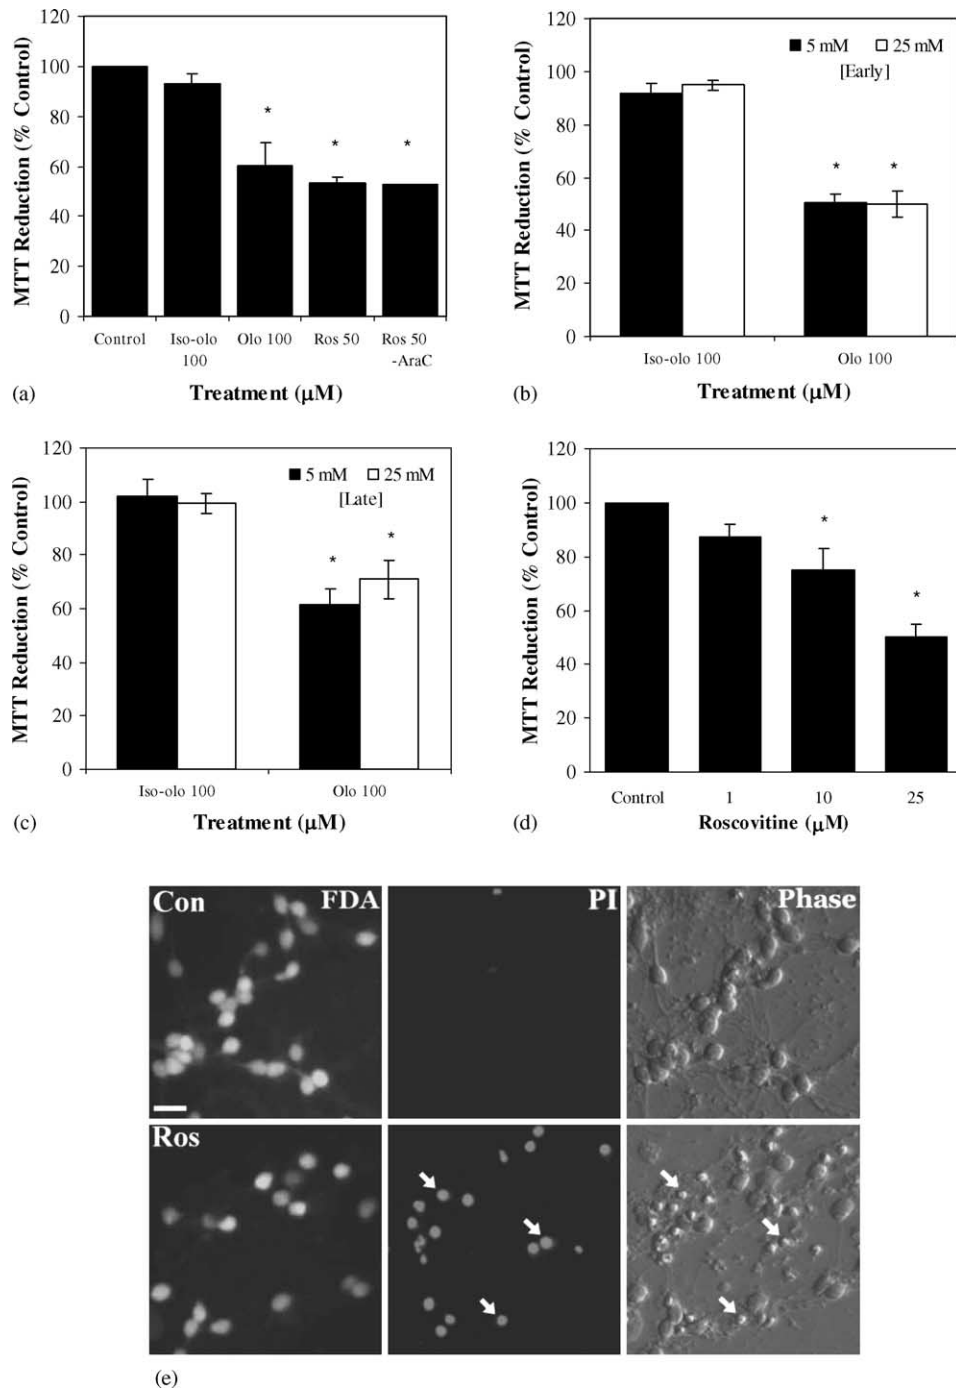 120
100
80
60
40
20
0
MTT Reduction (% Control)
*
*
*
Control
Iso-olo 100
Olo 100
Ros 50
Ros 50 -AraC
Treatment (μM)
(a)
120
100
80
60
40
20
0
MTT Reduction (% Control)
5 mM 25 mM
[Early]
*
*
Iso-olo 100
Olo 100
Treatment (μM)
(b)
120
100
80
60
40
20
0
MTT Reduction (% Control)
5 mM 25 mM
[Late]
*
*
Iso-olo 100
Olo 100
Treatment (μM)
(c)
120
100
80
60
40
20
0
MTT Reduction (% Control)
*
*
Control 1 10 25
Roscovitine (μM)
(d)
Con FDA PI Phase
Ros
(e)